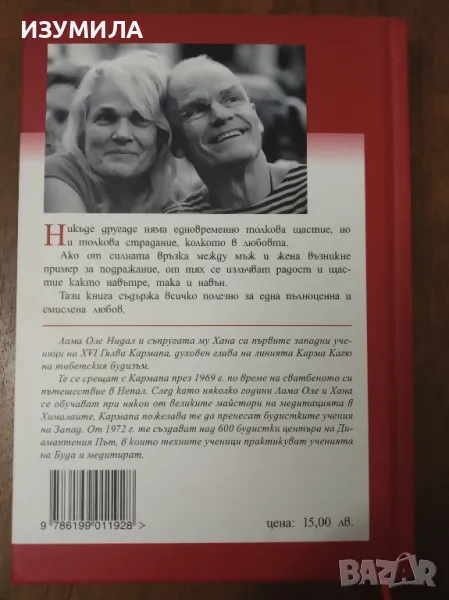 ИЗУМИЛА
Никъде другаде няма едновременно толкова щастие, но
и толкова страдание, колкото в любовта.
Ако от силната връзка между мъж и жена възникне
пример за подражание, от тях се излъчват радост и щас-
тие както навътре, така и навън.
Тази книга съдържа всичко полезно за една пълноценна и
смислена любов.
Лама Оле Нидал и съпругата му Хана са първите западни уче-
ници на XVI Гялва Кармапа, духовен глава на линията Карма Кагю
на тибетския будизъм.
Те се срещат с Кармапа през 1969 г. по време на сватбеното си
пътешествие в Непал. След като няколко години Лама Оле и Хана
се обучават при някои от великите майстори на медитацията в
Хималаите, Кармапа пожелава те да пренесат будистките учения
на Запад. От 1972 г. те създават над 600 будистки центъра на Ди-
амантения Път, в които техните ученици практикуват ученията
на Буда и медитират.
9 786199 011928 >
цена: 15,00 лв.
BAZAR